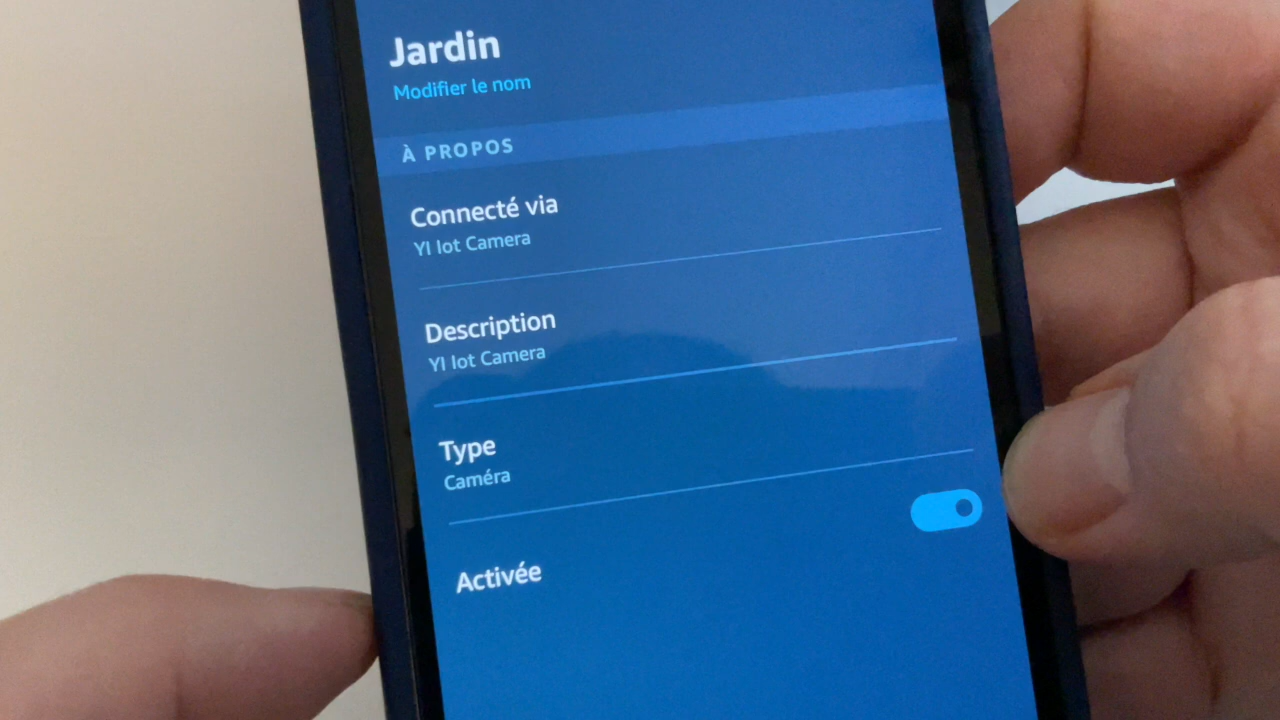 Jardin
Modifier le nom
À PROPOS
Connecté via
YI Iot Camera
Description
YI Iot Camera
Type
Caméra
Activée